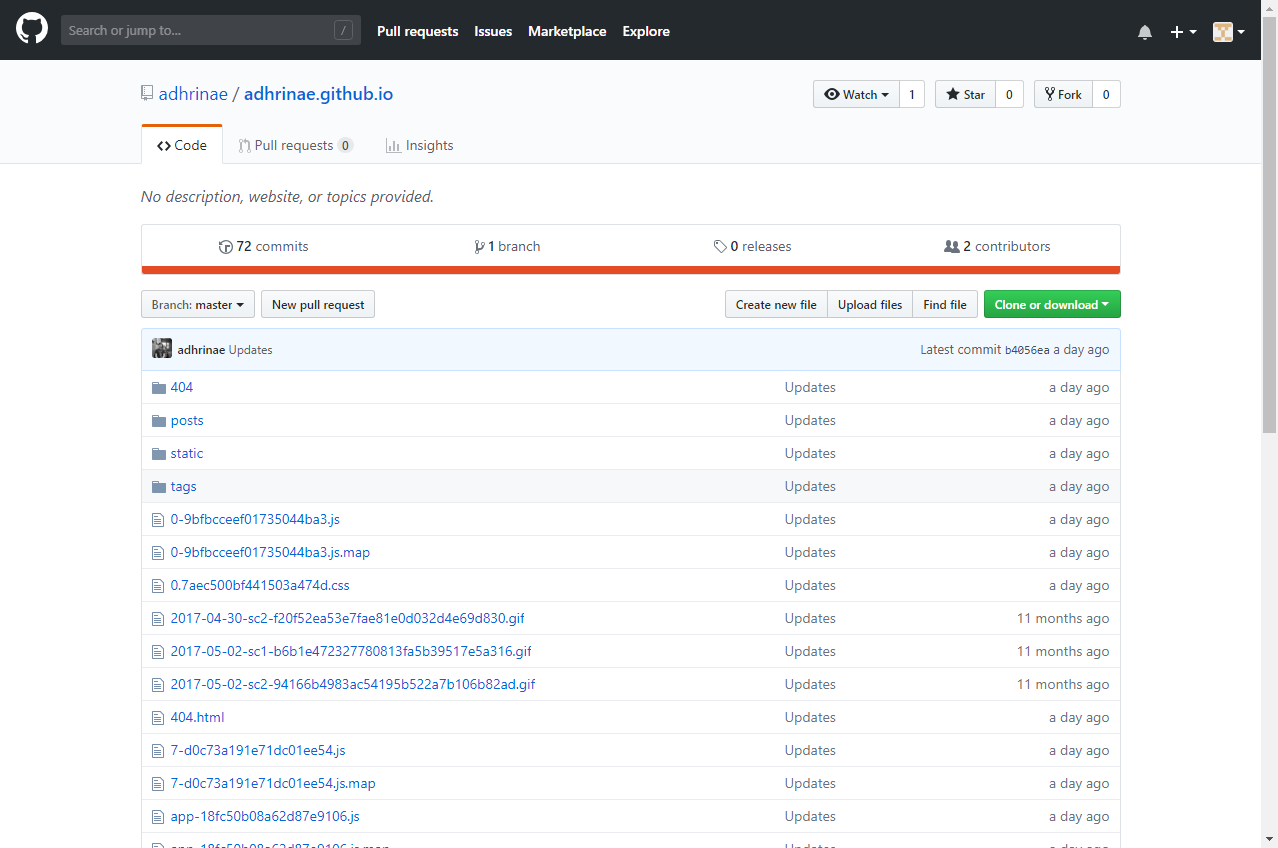 Search or jump to... / Pull requests Issues Marketplace Explore
adhrinae / adhrinae.github.io Watch 1 Star 0 Fork 0
Code Pull requests 0 Insights
No description, website, or topics provided.
72 commits 1 branch 0 releases 2 contributors
Branch: master New pull request Create new file Upload files Find file Clone or download
adhrinae Updates Latest commit b4056ea a day ago
404 Updates a day ago
posts Updates a day ago
static Updates a day ago
tags Updates a day ago
0-9bfbcceef01735044ba3.js Updates a day ago
0-9bfbcceef01735044ba3.js.map Updates a day ago
0.7aec500bf441503a474d.css Updates a day ago
2017-04-30-sc2-f20f52ea53e7fae81e0d032d4e69d830.gif Updates 11 months ago
2017-05-02-sc1-b6b1e472327780813fa5b39517e5a316.gif Updates 11 months ago
2017-05-02-sc2-94166b4983ac54195b522a7b106b82ad.gif Updates 11 months ago
404.html Updates a day ago
7-d0c73a191e71dc01ee54.js Updates a day ago
7-d0c73a191e71dc01ee54.js.map Updates a day ago
app-18fc50b08a62d87e9106.js Updates a day ago
app-18fc50b08a62d87e9106.js.map Updates a day ago